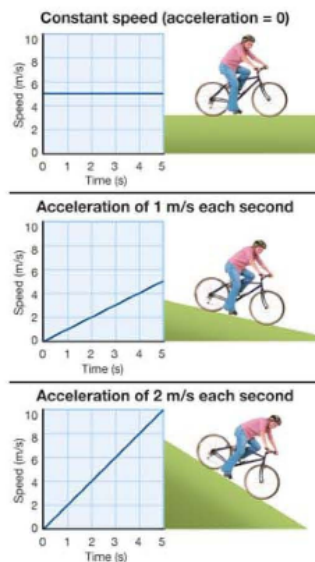 Constant speed (acceleration = 0)
Speed (m/s)
10
8
6
4
2
0
0 1 2 3 4 5
Time (s)
Acceleration of 1 m/s each second
Speed (m/s)
10
8
6
4
2
0
0 1 2 3 4 5
Time (s)
Acceleration of 2 m/s each second
Speed (m/s)
10
8
6
4
2
0
0 1 2 3 4 5
Time (s)